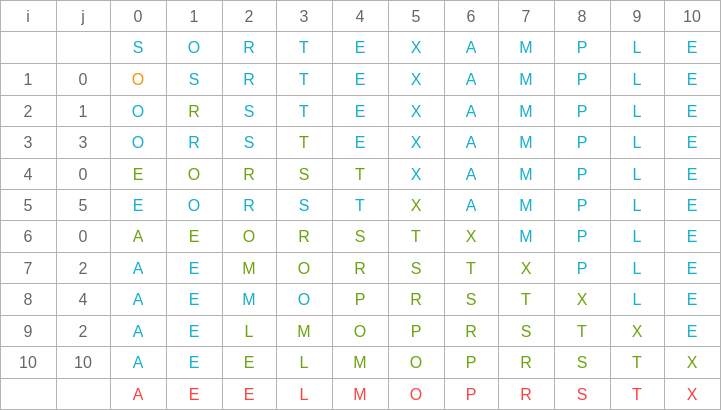 i j 0 1 2 3 4 5 6 7 8 9 10
S O R T E X A M P L E
1 0 O S R T E X A M P L E
2 1 O R S T E X A M P L E
3 3 O R S T E X A M P L E
4 0 E O R S T X A M P L E
5 5 E O R S T X A M P L E
6 0 A E O R S T X M P L E
7 2 A E M O R S T X P L E
8 4 A E M O P R S T X L E
9 2 A E L M O P R S T X E
10 10 A E E L M O P R S T X
A E E L M O P R S T X